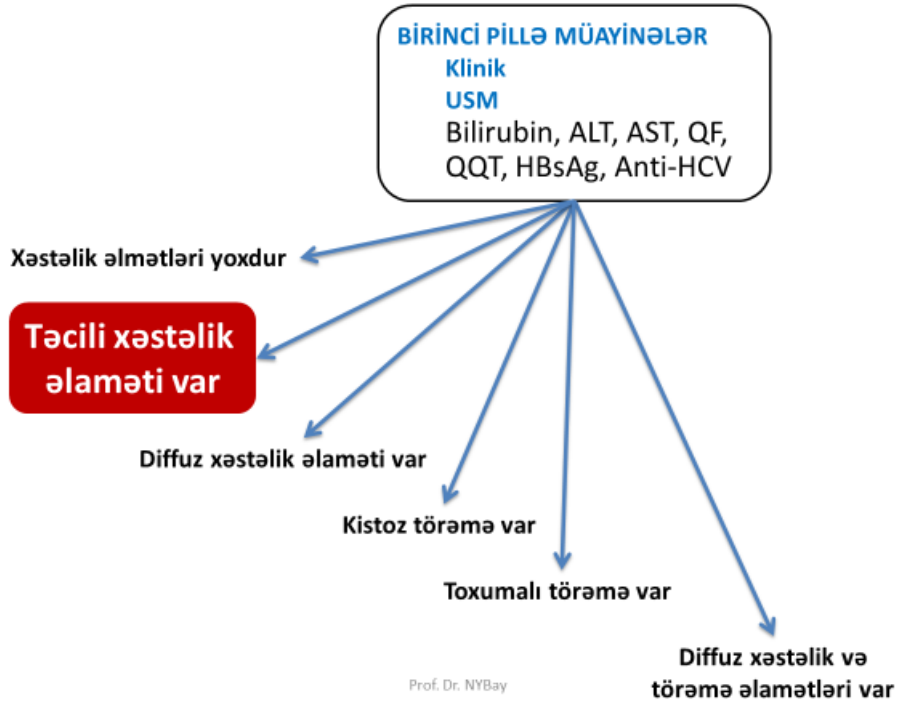 BİRİNCİ PİLLƏ MÜAYİNƏLƏR
Klinik
USM
Bilirubin, ALT, AST, QF,
QQT, HBsAg, Anti-HCV
Xəstəlik əlmətləri yoxdur
Təcili xəstəlik
əlaməti var
Diffuz xəstəlik əlaməti var
Kistoz törəmə var
Toxumalı törəmə var
Diffuz xəstəlik və
törəmə əlamətləri var
Prof. Dr. NYBay